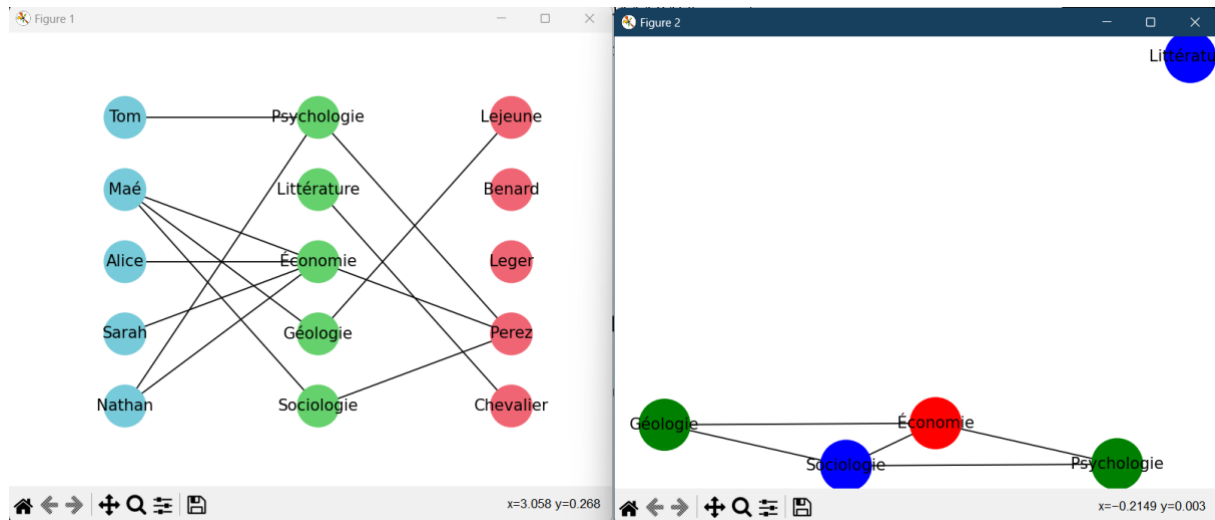 Figure 1
Tom
Psychologie
Lejeune
Maé
Littérature
Benard
Alice
Économie
Leger
Sarah
Géologie
Perez
Nathan
Sociologie
Chevalier
x=3.058 y=0.268
Figure 2
Littératu
Géologie
Économie
Sociologie
Psychologie
x=−0.2149 y=0.003